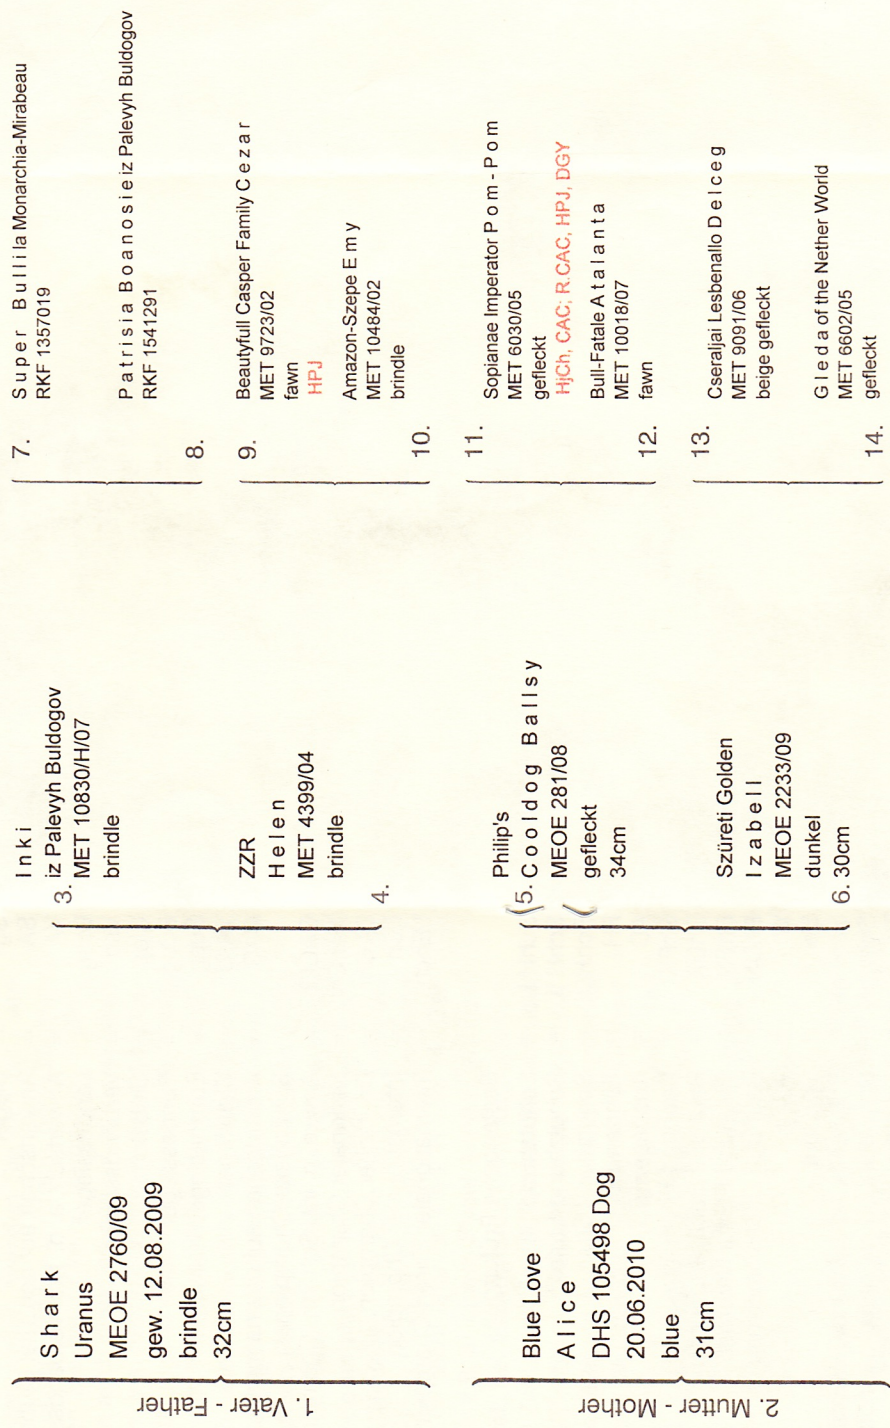 1. Vater - Father
S h a r k
Uranus
MEOE 2760/09
gew. 12.08.2009
brindle
32cm
2. Mutter - Mother
Blue Love
A l i c e
DHS 105498 Dog
20.06.2010
blue
31cm
3.
I n k i
iz Palevyh Buldogov
MET 10830/H/07
brindle
4.
ZZR
H e l e n
MET 4399/04
brindle
5.
Philip's
C o o l d o g B a l l s y
MEOE 281/08
gefleckt
34cm
6.
Szüreti Golden
I z a b e l l
MEOE 2233/09
dunkel
30cm
7.
S u p e r B u l l i la Monarchia-Mirabeau
RKF 1357019
8.
P a t r i s i a B o a n o s i e iz Palevyh Buldogov
RKF 1541291
9.
Beautyfull Casper Family C e z a r
MET 9723/02
fawn
HPJ
10.
Amazon-Szepe E m y
MET 10484/02
brindle
11.
Sopianae Imperator P o m - P o m
MET 6030/05
gefleckt
HjCh, CAC; R.CAC, HPJ, DGY
12.
Bull-Fatale A t a l a n t a
MET 10018/07
fawn
13.
Cseraljai Lesbenallo D e l c e g
MET 9091/06
beige gefleckt
14.
G l e d a of the Nether World
MET 6602/05
gefleckt